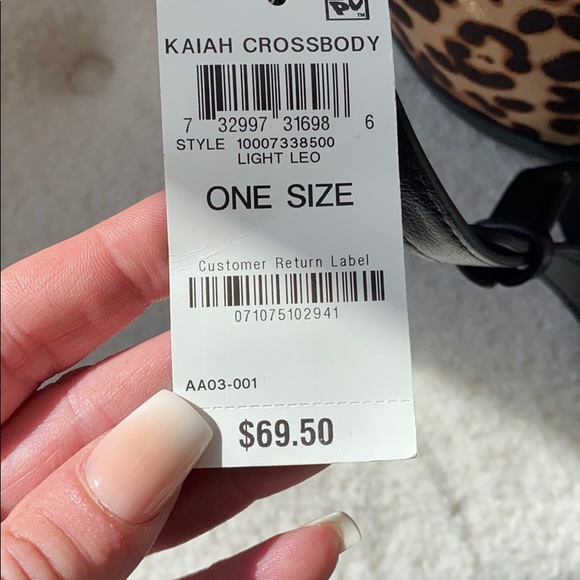 KAIAH CROSSBODY
7 32997 31698 6
STYLE 10007338500
LIGHT LEO
ONE SIZE
Customer Return Label
071075102941
AA03-001
$69.50